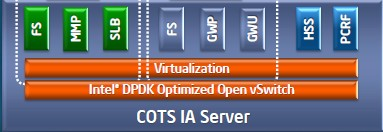 FS
MMP
SLB
FS
GWP
GWU
HSS
PCRF
Virtualization
Intel® DPDK Optimized Open vSwitch
COTS IA Server